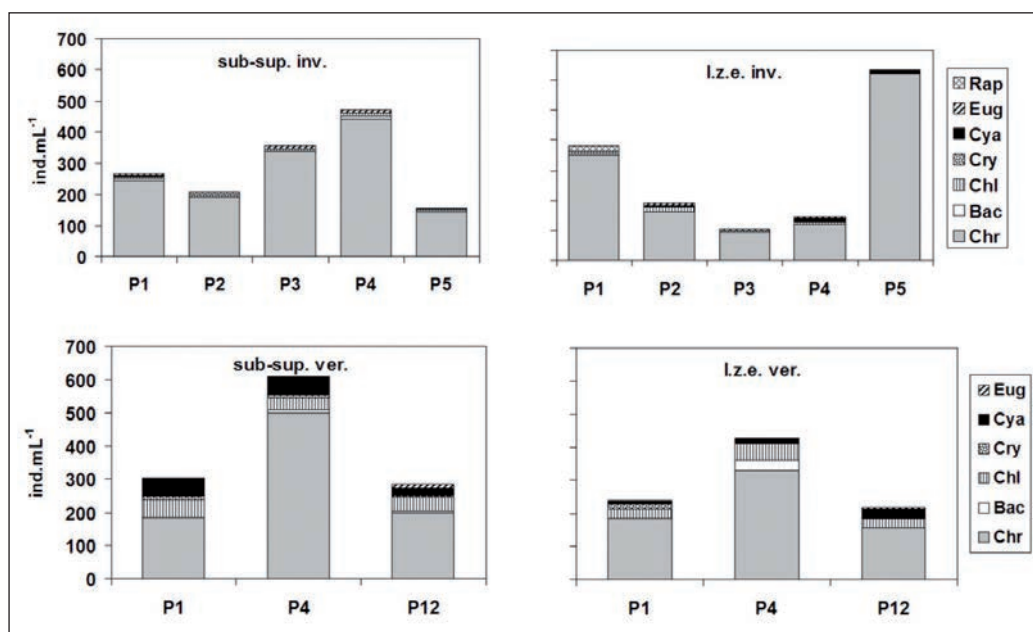 sub-sup. inv.
700
600
500
400
300
200
100
0
ind.mL⁻¹
P1 P2 P3 P4 P5
l.z.e. inv.
P1 P2 P3 P4 P5
Rap
Eug
Cya
Cry
Chl
Bac
Chr
sub-sup. ver.
700
600
500
400
300
200
100
0
ind.mL⁻¹
P1 P4 P12
l.z.e. ver.
P1 P4 P12
Eug
Cya
Cry
Chl
Bac
Chr